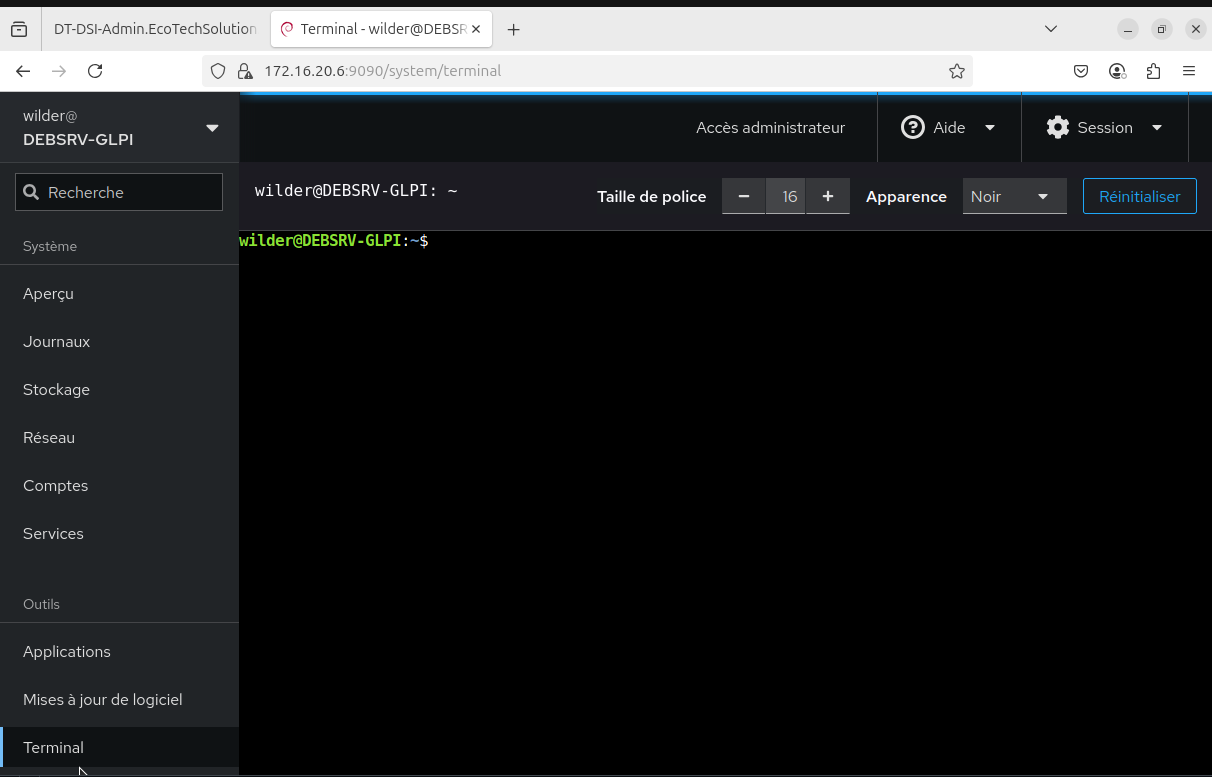 DT-DSI-Admin.EcoTechSolution
Terminal - wilder@DEBSR
172.16.20.6:9090/system/terminal
wilder@
DEBSRV-GLPI
Accès administrateur
Aide
Session
Recherche
wilder@DEBSRV-GLPI: ~
Taille de police
16
Apparence
Noir
Réinitialiser
wilder@DEBSRV-GLPI:~$
Système
Aperçu
Journaux
Stockage
Réseau
Comptes
Services
Outils
Applications
Mises à jour de logiciel
Terminal